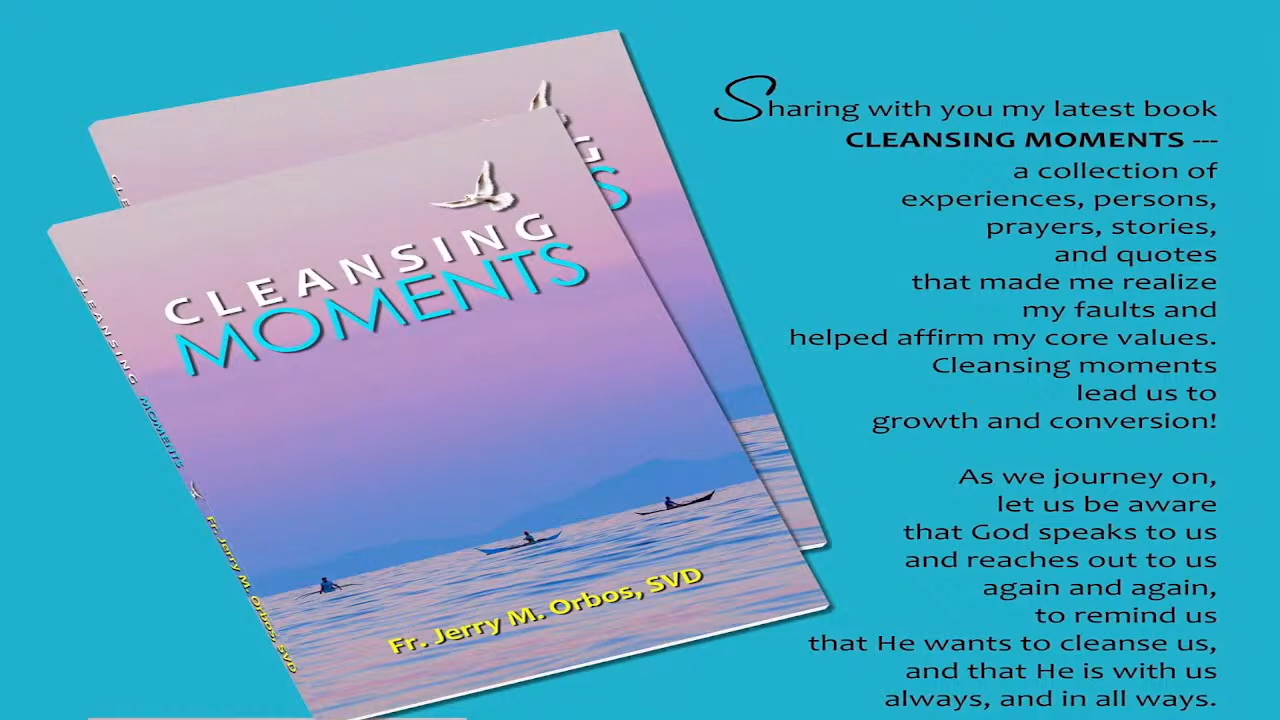 CLEANSING
MOMENTS
Fr. Jerry M. Orbos, SVD
CLEANSING MOMENTS Fr. Jerry M. Orbos, SVD
GS
S
CL
Sharing with you my latest book
CLEANSING MOMENTS ---
a collection of
experiences, persons,
prayers, stories,
and quotes
that made me realize
my faults and
helped affirm my core values.
Cleansing moments
lead us to
growth and conversion!
As we journey on,
let us be aware
that God speaks to us
and reaches out to us
again and again,
to remind us
that He wants to cleanse us,
and that He is with us
always, and in all ways.